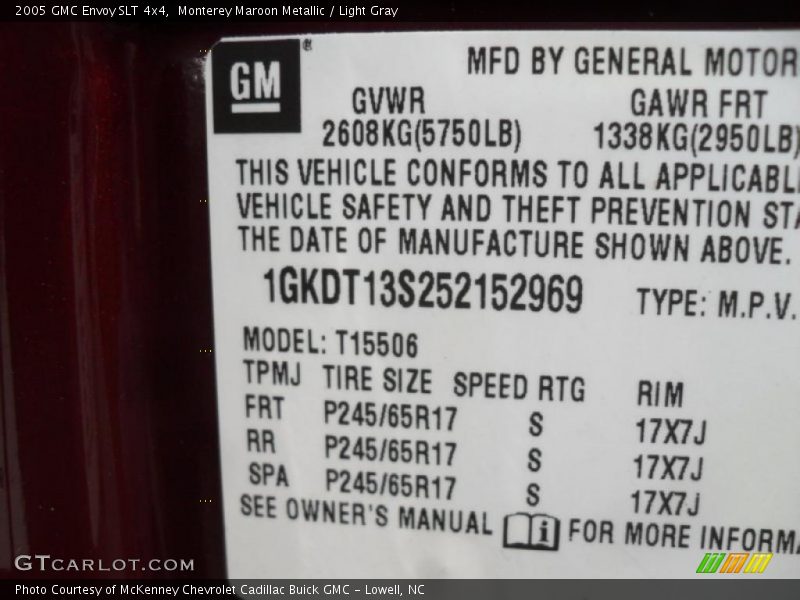 2005 GMC Envoy SLT 4x4, Monterey Maroon Metallic / Light Gray
GM ®
MFD BY GENERAL MOTOR
GVWR GAWR FRT
2608KG(5750LB) 1338KG(2950LB)
THIS VEHICLE CONFORMS TO ALL APPLICABL
VEHICLE SAFETY AND THEFT PREVENTION STA
THE DATE OF MANUFACTURE SHOWN ABOVE.
1GKDT13S252152969 TYPE: M.P.V.
MODEL: T15506
TPMJ TIRE SIZE SPEED RTG RIM
FRT P245/65R17 S 17X7J
RR P245/65R17 S 17X7J
SPA P245/65R17 S 17X7J
SEE OWNER'S MANUAL i FOR MORE INFORMA
GTCARLOT.COM
Photo Courtesy of McKenney Chevrolet Cadillac Buick GMC - Lowell, NC